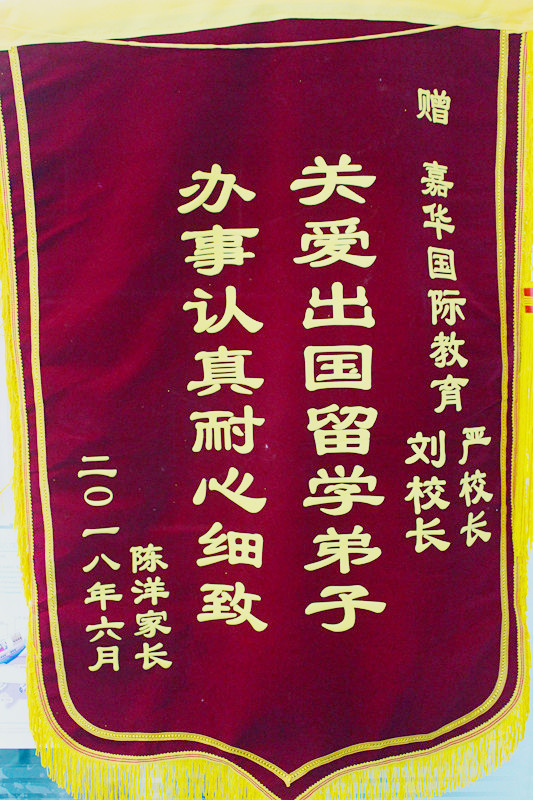 赠 嘉华国际教育
严校长
刘校长
关爱出国留学弟子
办事认真耐心细致
陈洋家长
二〇一八年六月